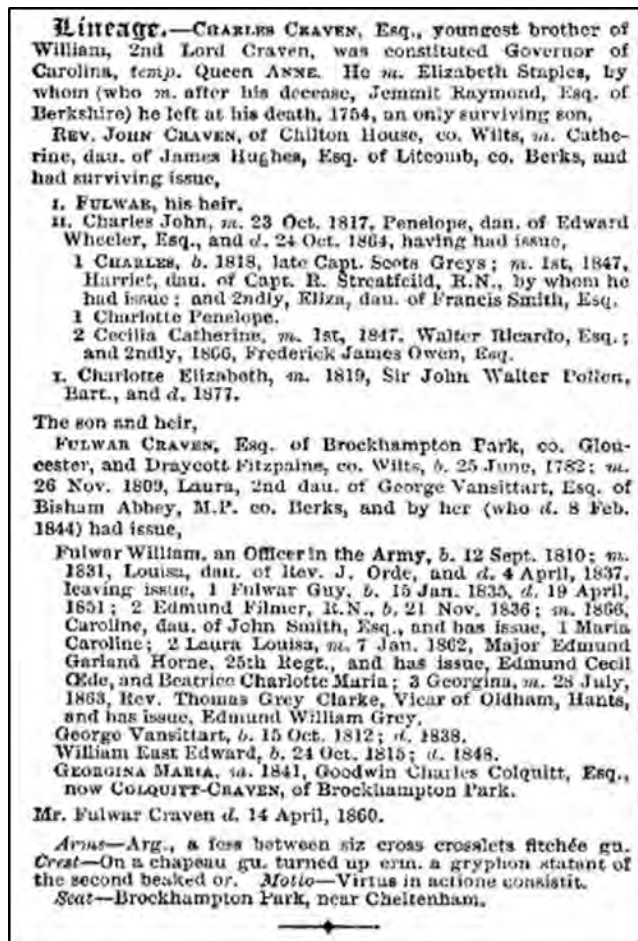 Lineage.—CHARLES CRAVEN, Esq., youngest brother of
William, 2nd Lord Craven, was constituted Governor of
Carolina, temp. Queen ANNE. He m. Elizabeth Staples, by
whom (who m. after his decease, Jemmit Raymond, Esq. of
Berkshire) he left at his death, 1754, an only surviving son,
REV. JOHN CRAVEN, of Chilton House, co. Wilts, m. Cathe-
rine, dau. of James Hughes, Esq. of Litcomb, co. Berks, and
had surviving issue,
I. FULWAR, his heir.
II. Charles John, m. 23 Oct. 1817, Penelope, dau. of Edward
Wheeler, Esq., and d. 24 Oct. 1864, having had issue,
1 CHARLES, b. 1818, late Capt. Scots Greys; m. 1st, 1847,
Harriet, dau. of Capt. R. Streatfeild, R.N., by whom he
had issue; and 2ndly, Eliza, dau. of Francis Smith, Esq.
1 Charlotte Penelope.
2 Cecilia Catherine, m. 1st, 1847, Walter Ricardo, Esq.;
and 2ndly, 1866, Frederick James Owen, Esq.
I. Charlotte Elizabeth, m. 1819, Sir John Walter Pollen,
Bart., and d. 1877.
The son and heir,
FULWAR CRAVEN, Esq. of Brockhampton Park, co. Glou-
cester, and Draycott Fitzpaine, co. Wilts, b. 25 June, 1782; m.
26 Nov. 1809, Laura, 2nd dau. of George Vansittart, Esq. of
Bisham Abbey, M.P. co. Berks, and by her (who d. 8 Feb.
1844) had issue,
Fulwar William, an Officer in the Army, b. 12 Sept. 1810; m.
1831, Louisa, dau. of Rev. J. Orde, and d. 4 April, 1837,
leaving issue, 1 Fulwar Guy, b. 15 Jan. 1835, d. 19 April,
1851; 2 Edmund Filmer, R.N., b. 21 Nov. 1836; m. 1866,
Caroline, dau. of John Smith, Esq., and has issue, 1 Maria
Caroline; 2 Laura Louisa, m. 7 Jan. 1862, Major Edmund
Garland Horne, 25th Regt., and has issue, Edmund Cecil
Œde, and Beatrice Charlotte Maria; 3 Georgina, m. 28 July,
1863, Rev. Thomas Grey Clarke, Vicar of Oldham, Hants,
and has issue, Edmund William Grey.
George Vansittart, b. 15 Oct. 1812; d. 1838.
William East Edward, b. 24 Oct. 1815; d. 1848.
GEORGINA MARIA, m. 1841, Goodwin Charles Colquitt, Esq.,
now COLQUITT-CRAVEN, of Brockhampton Park.
Mr. Fulwar Craven d. 14 April, 1860.
Arms—Arg., a fess between six cross crosslets fitchée gu.
Crest—On a chapeau gu. turned up erm. a gryphon statant of
the second beaked or. Motto—Virtus in actione consistit.
Seat—Brockhampton Park, near Cheltenham.